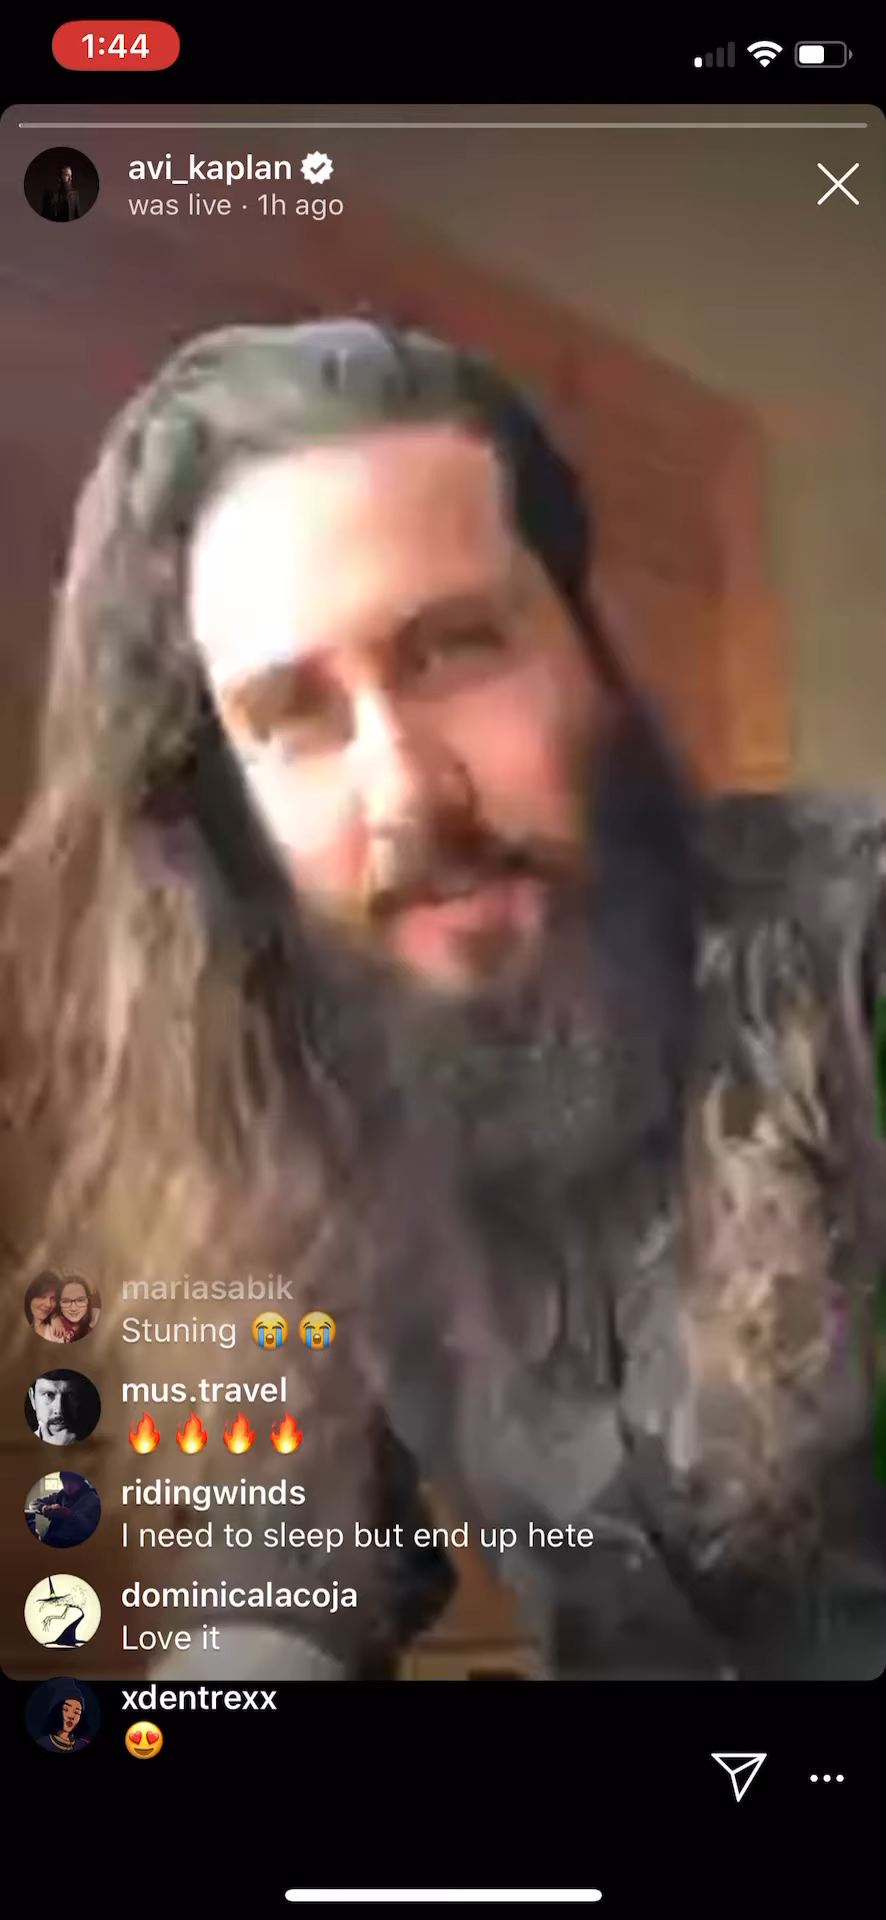 1:44
avi_kaplan
was live · 1h ago
mariasabik
Stuning 😭 😭
mus.travel
🔥 🔥 🔥 🔥
ridingwinds
I need to sleep but end up hete
dominicalacoja
Love it
xdentrexx
😍